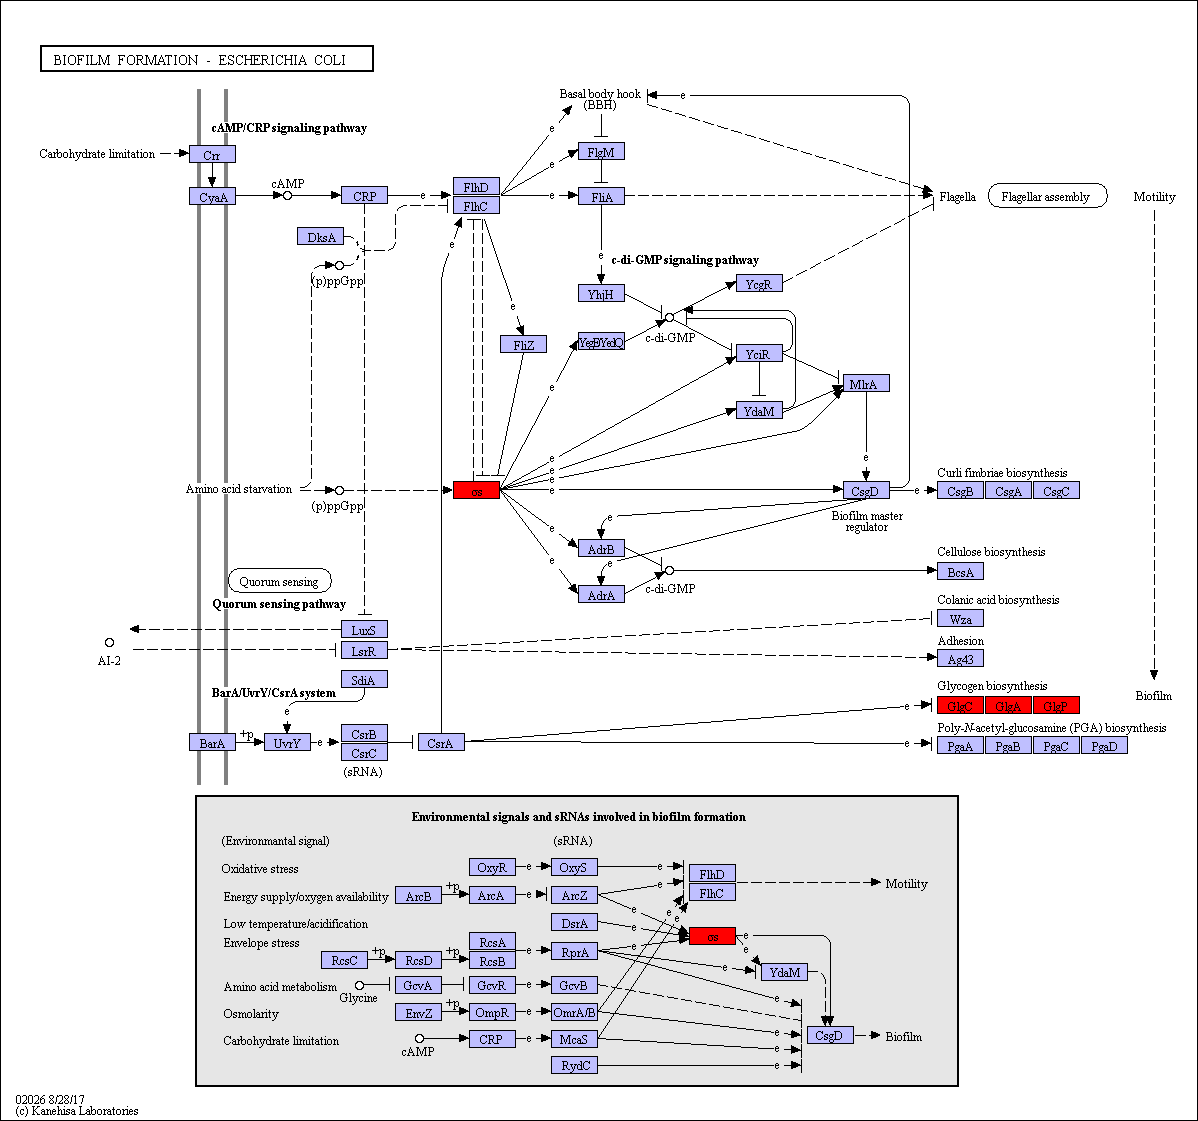 BIOFILM FORMATION - ESCHERICHIA COLI
Basal body hook
(BBH)
e
cAMP/CRP signaling pathway
Carbohydrate limitation
Crr
e
FlgM
e
cAMP
CyaA
CRP
e
FlhD
FlhC
e
FliA
Flagella
Flagellar assembly
Motility
DksA
e
(p)ppGpp
e
c-di-GMP signaling pathway
YcgR
YhjH
e
FliZ
YegE
YedQ
c-di-GMP
YciR
e
MlrA
YdaM
e
e
e
e
e
Curli fimbriae biosynthesis
Amino acid starvation
(p)ppGpp
σs
e
CsgD
e
CsgB
CsgA
CsgC
Biofilm master
regulator
e
e
AdrB
e
e
AdrA
c-di-GMP
Cellulose biosynthesis
BcsA
Quorum sensing
Quorum sensing pathway
Colanic acid biosynthesis
Wza
LuxS
AI-2
LsrR
Adhesion
Ag43
SdiA
BarA/UvrY/CsrA system
Glycogen biosynthesis
GlgC
GlgA
GlgP
e
Biofilm
e
BarA
+p
UvrY
e
CsrB
CsrC
(sRNA)
CsrA
Poly-N-acetyl-glucosamine (PGA) biosynthesis
e
PgaA
PgaB
PgaC
PgaD
Environmental signals and sRNAs involved in biofilm formation
(Environmantal signal)
(sRNA)
Oxidative stress
OxyR
e
OxyS
e
FlhD
FlhC
Motility
Energy supply/oxygen availability
ArcB
+p
ArcA
e
ArcZ
e
e
e
e
Low temperature/acidification
DsrA
e
σs
e
Envelope stress
RcsC
+p
RcsD
+p
RcsA
RcsB
e
RprA
e
e
e
YdaM
Amino acid metabolism
Glycine
GcvA
GcvR
GcvB
e
Osmolarity
EnvZ
+p
OmpR
e
OmrA/B
e
CsgD
Biofilm
Carbohydrate limitation
cAMP
CRP
e
McaS
e
RydC
e
02026 8/28/17
(c) Kanehisa Laboratories